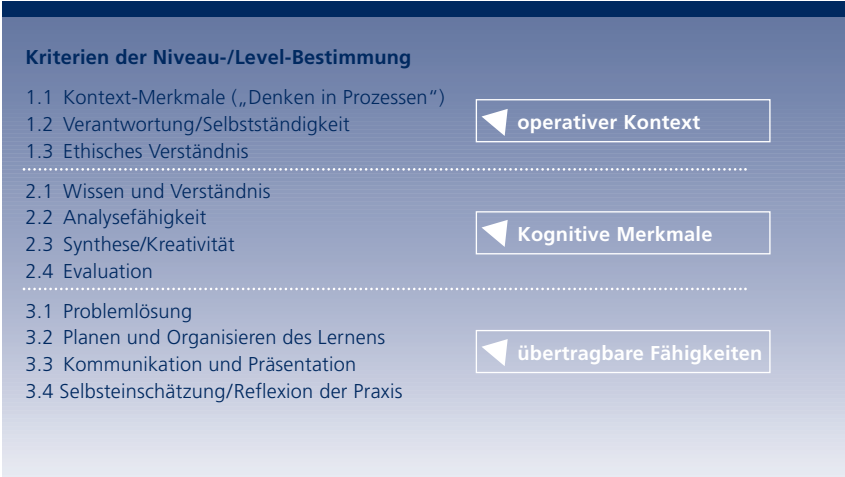 Kriterien der Niveau-/Level-Bestimmung
1.1 Kontext-Merkmale („Denken in Prozessen“)
1.2 Verantwortung/Selbstständigkeit
1.3 Ethisches Verständnis
operativer Kontext
2.1 Wissen und Verständnis
2.2 Analysefähigkeit
2.3 Synthese/Kreativität
2.4 Evaluation
Kognitive Merkmale
3.1 Problemlösung
3.2 Planen und Organisieren des Lernens
3.3 Kommunikation und Präsentation
3.4 Selbsteinschätzung/Reflexion der Praxis
übertragbare Fähigkeiten